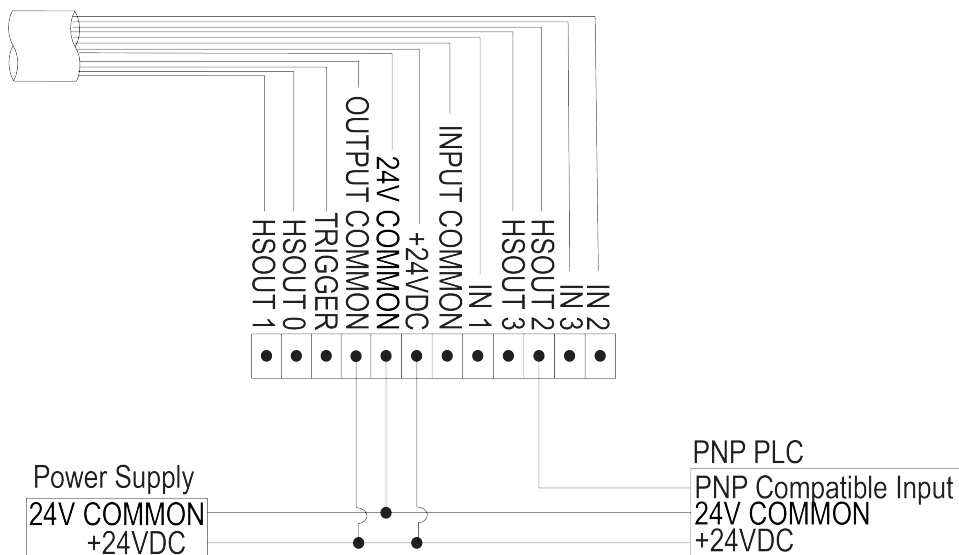 HSOUT 1
HSOUT 0
TRIGGER
OUTPUT COMMON
24V COMMON
+24VDC
INPUT COMMON
IN 1
HSOUT 3
HSOUT 2
IN 3
IN 2
Power Supply
24V COMMON
+24VDC
PNP PLC
PNP Compatible Input
24V COMMON
+24VDC